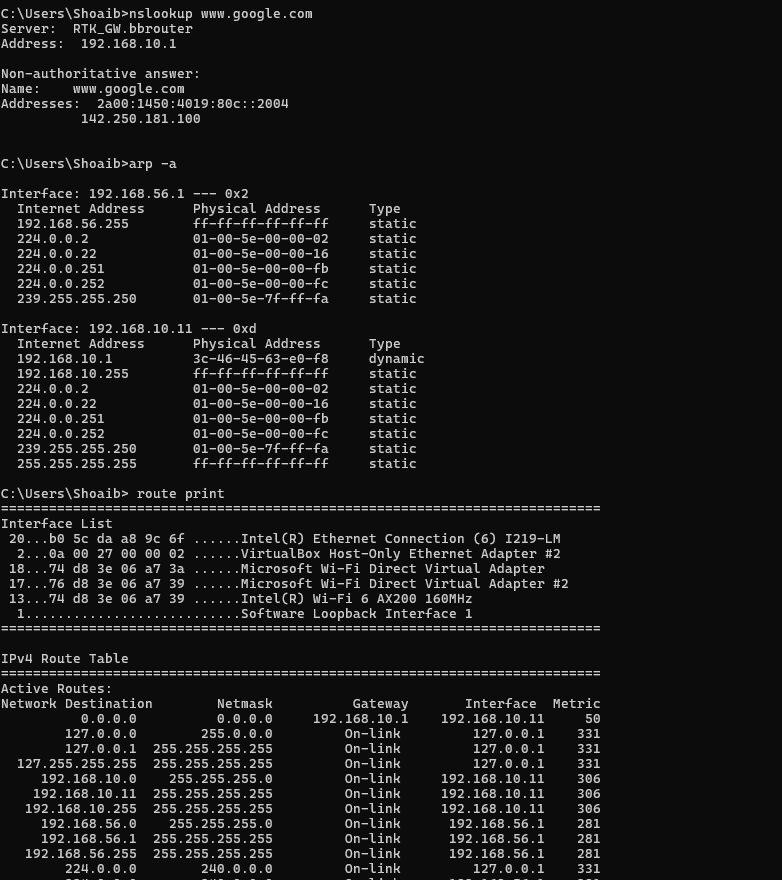 C:\Users\Shoaib>nslookup www.google.com
Server:  RTK_GW.bbrouter
Address:  192.168.10.1

Non-authoritative answer:
Name:    www.google.com
Addresses:  2a00:1450:4019:80c::2004
          142.250.181.100


C:\Users\Shoaib>arp -a

Interface: 192.168.56.1 --- 0x2
  Internet Address      Physical Address      Type
  192.168.56.255        ff-ff-ff-ff-ff-ff     static
  224.0.0.2             01-00-5e-00-00-02     static
  224.0.0.22            01-00-5e-00-00-16     static
  224.0.0.251           01-00-5e-00-00-fb     static
  224.0.0.252           01-00-5e-00-00-fc     static
  239.255.255.250       01-00-5e-7f-ff-fa     static

Interface: 192.168.10.11 --- 0xd
  Internet Address      Physical Address      Type
  192.168.10.1          3c-46-45-63-e0-f8     dynamic
  192.168.10.255        ff-ff-ff-ff-ff-ff     static
  224.0.0.2             01-00-5e-00-00-02     static
  224.0.0.22            01-00-5e-00-00-16     static
  224.0.0.251           01-00-5e-00-00-fb     static
  224.0.0.252           01-00-5e-00-00-fc     static
  239.255.255.250       01-00-5e-7f-ff-fa     static
  255.255.255.255       ff-ff-ff-ff-ff-ff     static

C:\Users\Shoaib> route print
===========================================================================
Interface List
 20...b0 5c da a8 9c 6f ......Intel(R) Ethernet Connection (6) I219-LM
  2...0a 00 27 00 00 02 ......VirtualBox Host-Only Ethernet Adapter #2
 18...74 d8 3e 06 a7 3a ......Microsoft Wi-Fi Direct Virtual Adapter
 17...76 d8 3e 06 a7 39 ......Microsoft Wi-Fi Direct Virtual Adapter #2
 13...74 d8 3e 06 a7 39 ......Intel(R) Wi-Fi 6 AX200 160MHz
  1...........................Software Loopback Interface 1
===========================================================================

IPv4 Route Table
===========================================================================
Active Routes:
Network Destination        Netmask          Gateway       Interface  Metric
          0.0.0.0          0.0.0.0     192.168.10.1    192.168.10.11     50
        127.0.0.0        255.0.0.0         On-link         127.0.0.1    331
        127.0.0.1  255.255.255.255         On-link         127.0.0.1    331
  127.255.255.255  255.255.255.255         On-link         127.0.0.1    331
     192.168.10.0    255.255.255.0         On-link     192.168.10.11    306
    192.168.10.11  255.255.255.255         On-link     192.168.10.11    306
   192.168.10.255  255.255.255.255         On-link     192.168.10.11    306
     192.168.56.0    255.255.255.0         On-link      192.168.56.1    281
     192.168.56.1  255.255.255.255         On-link      192.168.56.1    281
   192.168.56.255  255.255.255.255         On-link      192.168.56.1    281
        224.0.0.0        240.0.0.0         On-link         127.0.0.1    331